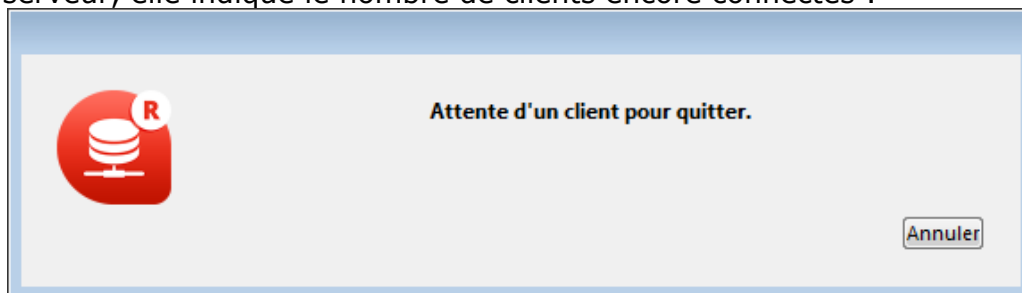 serveur, elle indique le nombre de clients encore connectés :
R
Attente d'un client pour quitter.
Annuler